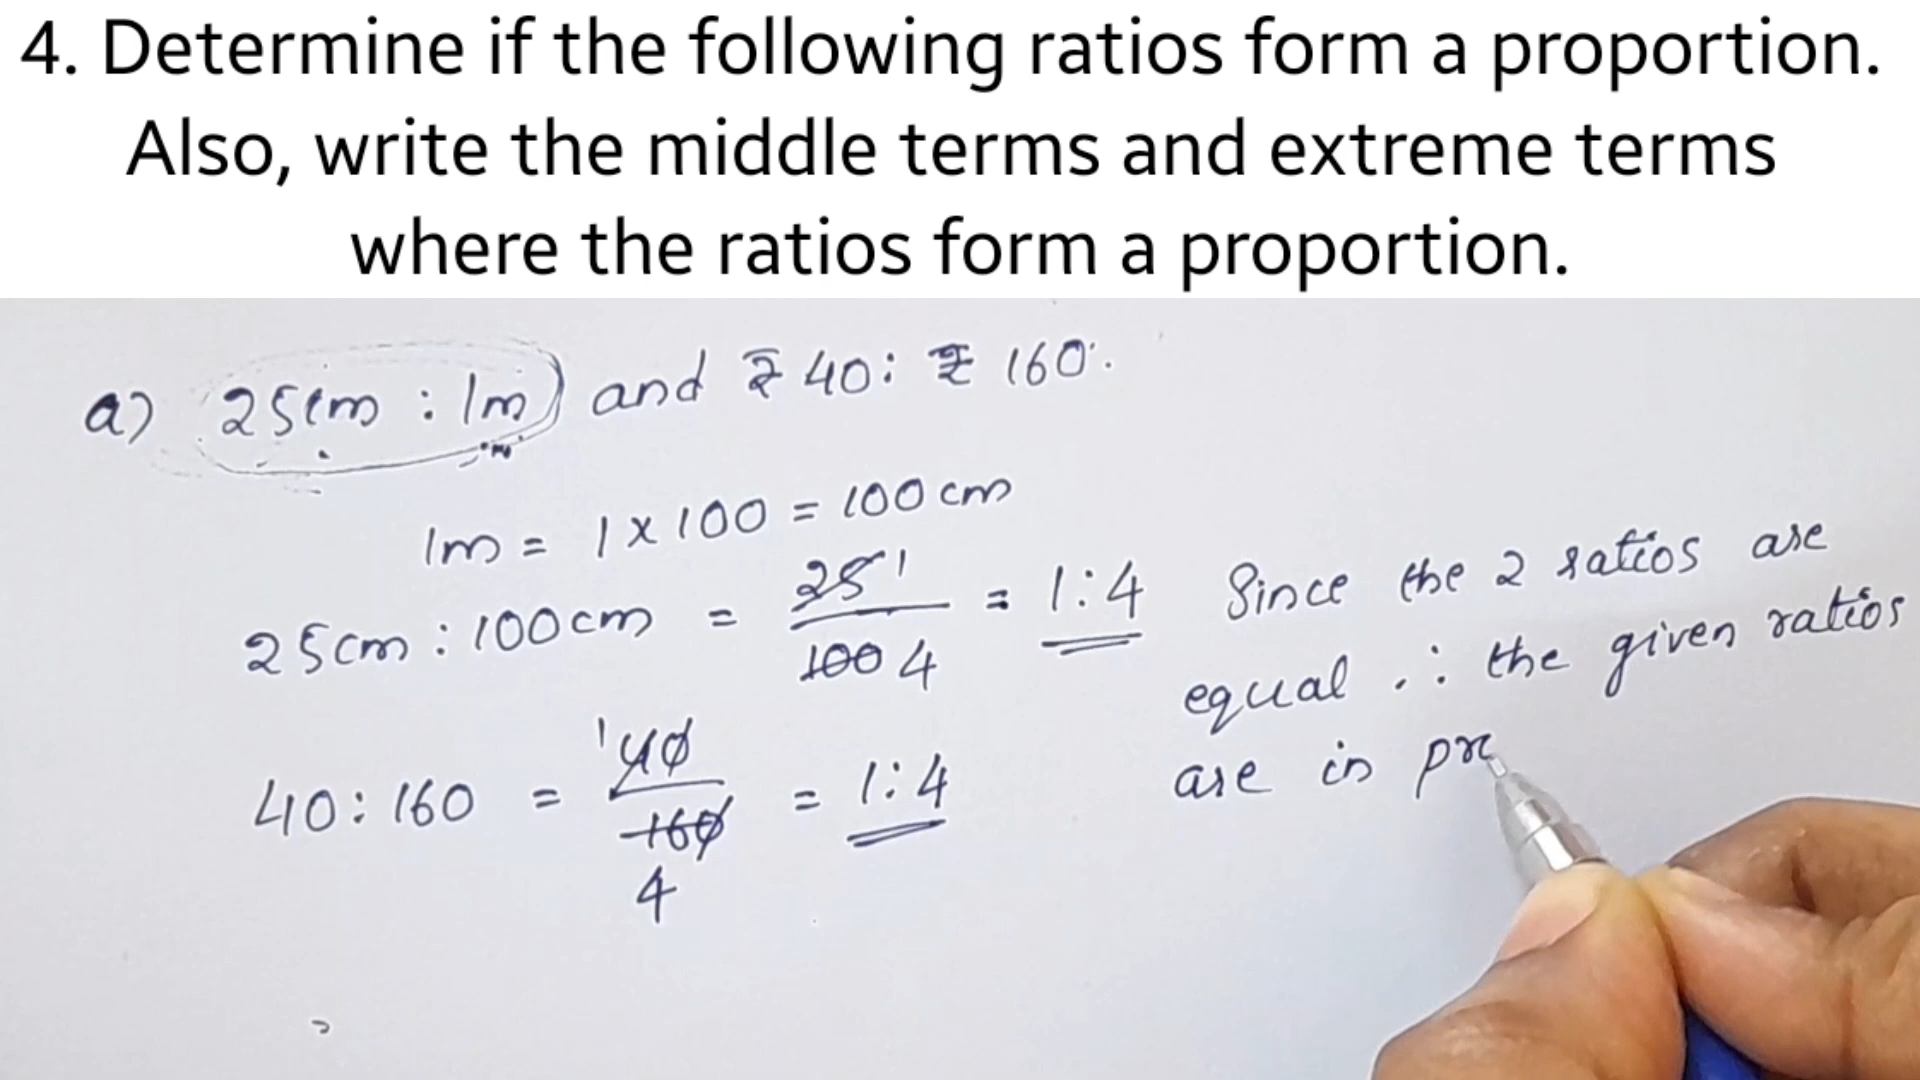 4. Determine if the following ratios form a proportion.
Also, write the middle terms and extreme terms
where the ratios form a proportion.
a) 25cm : 1m and ₹ 40 : ₹ 160.
1m = 1 x 100 = 100 cm
25cm : 100cm = 25 1 / 100 4 = 1:4
Since the 2 ratios are
equal ∴ the given ratios
are in pr
40 : 160 = 1 40 / 160 4 = 1:4